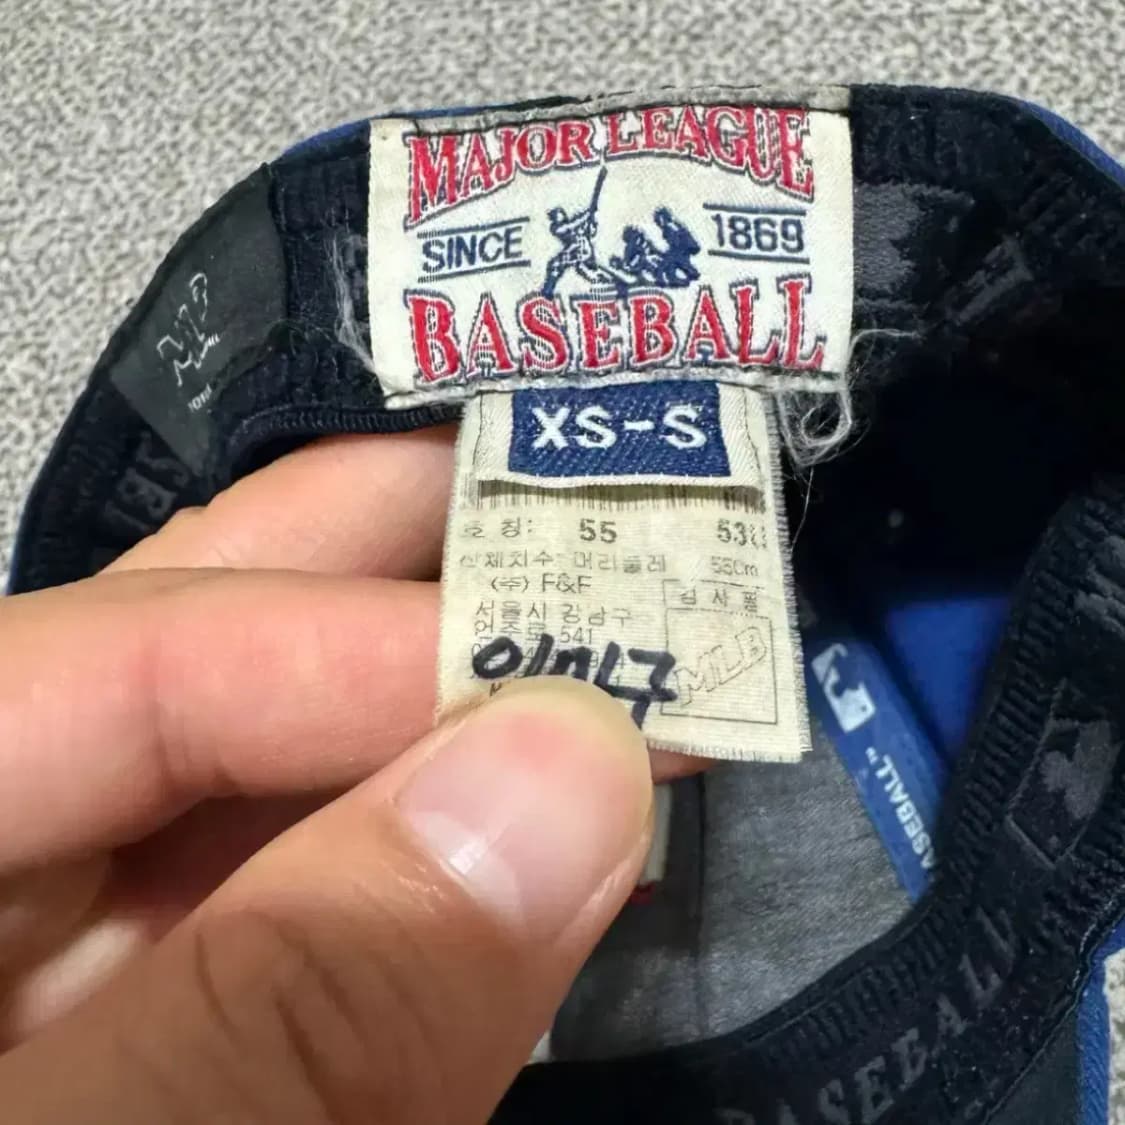 MAJOR LEAGUE
SINCE 1869
BASEBALL
XS-S
호칭: 55
신체치수 머리둘레 55cm
(주) F&F
검사필
서울시 강남구
언주로 541
MLB
MLB
BASEBALL
BASEBALL